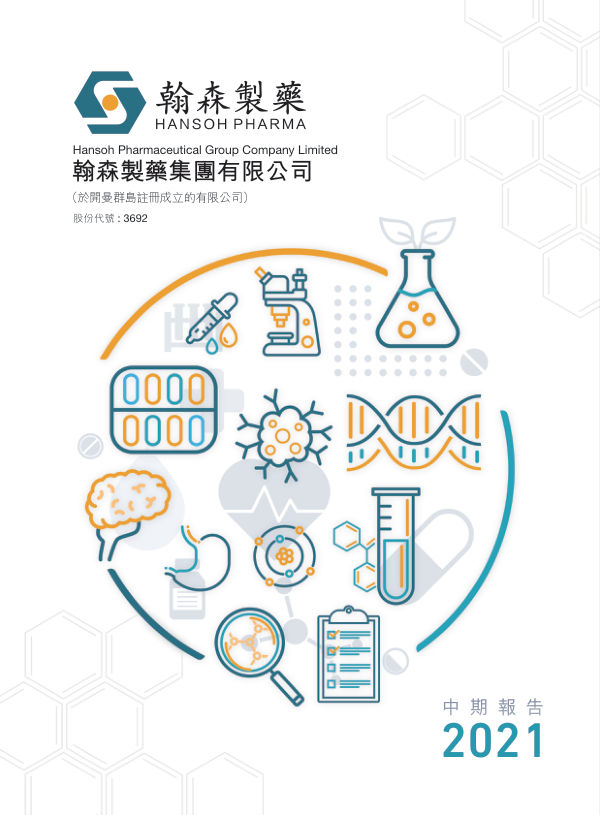 翰森製藥
HANSOH PHARMA
Hansoh Pharmaceutical Group Company Limited
翰森製藥集團有限公司
（於開曼群島註冊成立的有限公司）
股份代號 : 3692
中期報告
2021